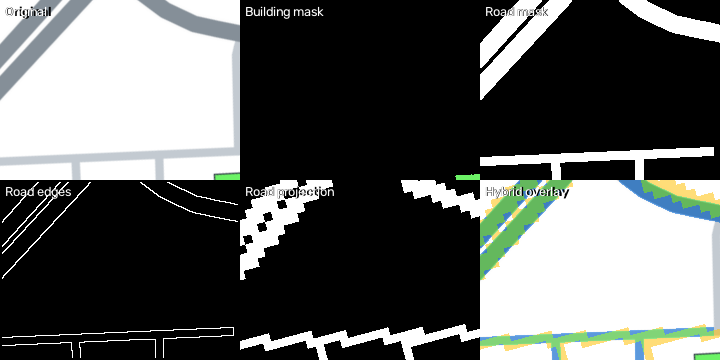 Original
Building mask
Road mask
Road edges
Road projection
Hybrid overlay